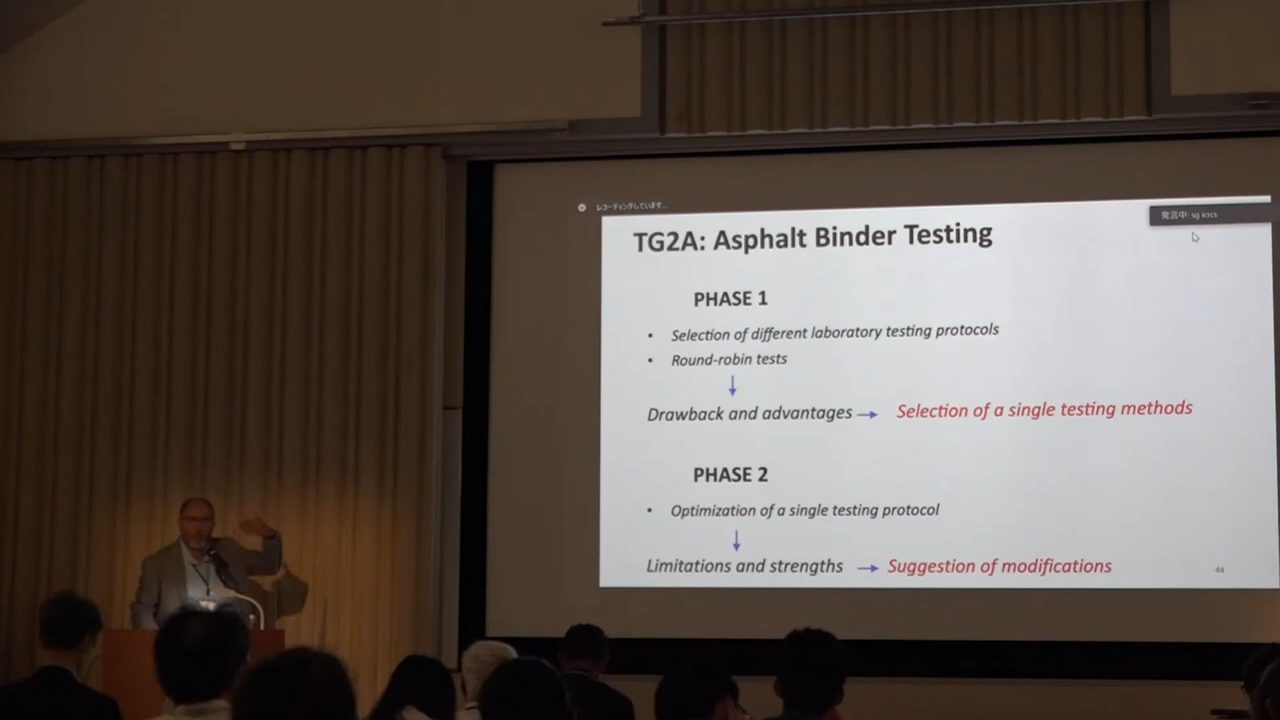 レコーディングしています...
発言中: sg icrcs
TG2A: Asphalt Binder Testing
PHASE 1
• Selection of different laboratory testing protocols
• Round-robin tests
Drawback and advantages → Selection of a single testing methods
PHASE 2
• Optimization of a single testing protocol
Limitations and strengths → Suggestion of modifications
44